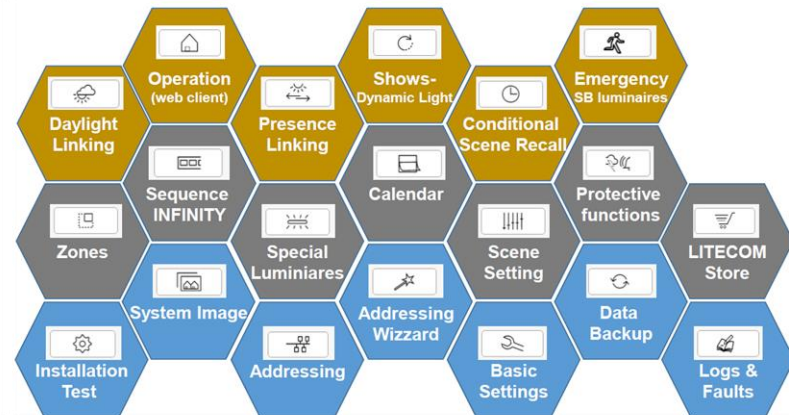 Operation
(web client)
Shows-
Dynamic Light
Emergency
SB luminaires
Daylight
Linking
Presence
Linking
Conditional
Scene Recall
Sequence
INFINITY
Calendar
Protective
functions
Zones
Special
Luminiares
Scene
Setting
LITECOM
Store
System Image
Addressing
Wizzard
Data
Backup
Installation
Test
Addressing
Basic
Settings
Logs &
Faults